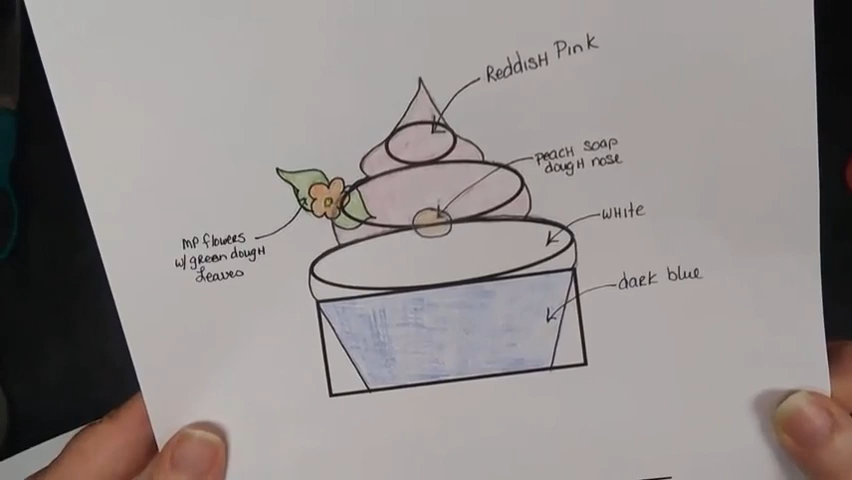 REDDISH PINK
PEACH SOAP
dough nose
WHITE
MP flowers
w/green dough
Leaves
dark blue